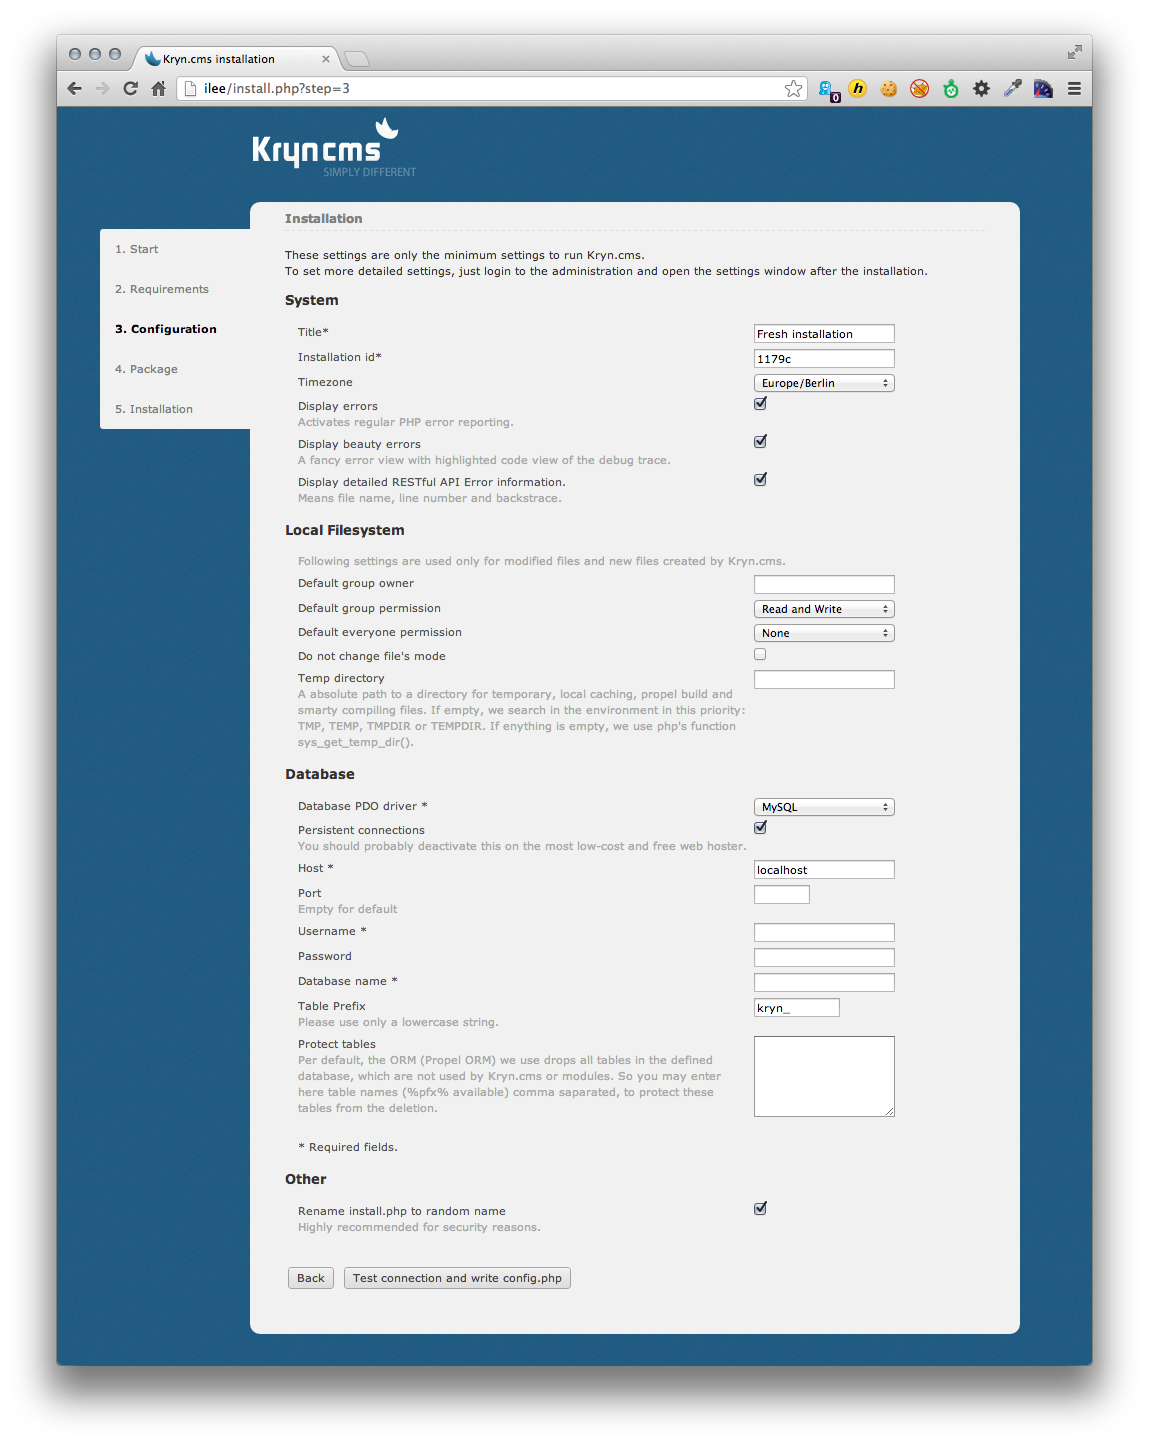 Kryn.cms installation
ilee/install.php?step=3
0
h
Kryn cms
SIMPLY DIFFERENT
1. Start
2. Requirements
3. Configuration
4. Package
5. Installation
Installation
These settings are only the minimum settings to run Kryn.cms.
To set more detailed settings, just login to the administration and open the settings window after the installation.
System
Title* Fresh installation
Installation id* 1179c
Timezone Europe/Berlin
Display errors
Activates regular PHP error reporting.
Display beauty errors
A fancy error view with highlighted code view of the debug trace.
Display detailed RESTful API Error information.
Means file name, line number and backstrace.
Local Filesystem
Following settings are used only for modified files and new files created by Kryn.cms.
Default group owner
Default group permission Read and Write
Default everyone permission None
Do not change file's mode
Temp directory
A absolute path to a directory for temporary, local caching, propel build and
smarty compiling files. If empty, we search in the environment in this priority:
TMP, TEMP, TMPDIR or TEMPDIR. If enything is empty, we use php's function
sys_get_temp_dir().
Database
Database PDO driver * MySQL
Persistent connections
You should probably deactivate this on the most low-cost and free web hoster.
Host * localhost
Port
Empty for default
Username *
Password
Database name *
Table Prefix kryn_
Please use only a lowercase string.
Protect tables
Per default, the ORM (Propel ORM) we use drops all tables in the defined
database, which are not used by Kryn.cms or modules. So you may enter
here table names (%pfx% available) comma saparated, to protect these
tables from the deletion.
* Required fields.
Other
Rename install.php to random name
Highly recommended for security reasons.
Back Test connection and write config.php